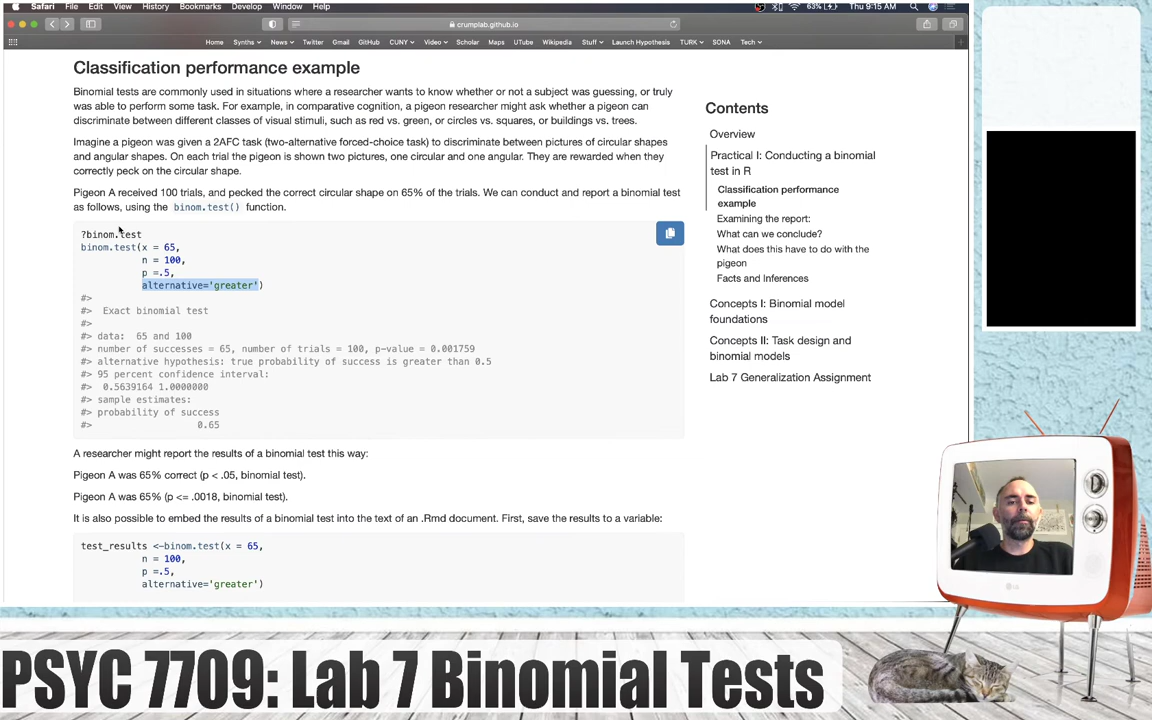 Safari File Edit View History Bookmarks Develop Window Help
63% Thu 9:15 AM
crumplab.github.io
Home Synths News Twitter Gmail GitHub CUNY Video Scholar Maps UTube Wikipedia Stuff Launch Hypothesis TURK SONA Tech
Classification performance example
Binomial tests are commonly used in situations where a researcher wants to know whether or not a subject was guessing, or truly
was able to perform some task. For example, in comparative cognition, a pigeon researcher might ask whether a pigeon can
discriminate between different classes of visual stimuli, such as red vs. green, or circles vs. squares, or buildings vs. trees.
Imagine a pigeon was given a 2AFC task (two-alternative forced-choice task) to discriminate between pictures of circular shapes
and angular shapes. On each trial the pigeon is shown two pictures, one circular and one angular. They are rewarded when they
correctly peck on the circular shape.
Pigeon A received 100 trials, and pecked the correct circular shape on 65% of the trials. We can conduct and report a binomial test
as follows, using the binom.test() function.
?binom.test
binom.test(x = 65,
n = 100,
p =.5,
alternative='greater')
#>
#> Exact binomial test
#>
#> data: 65 and 100
#> number of successes = 65, number of trials = 100, p-value = 0.001759
#> alternative hypothesis: true probability of success is greater than 0.5
#> 95 percent confidence interval:
#> 0.5639164 1.0000000
#> sample estimates:
#> probability of success
#> 0.65
A researcher might report the results of a binomial test this way:
Pigeon A was 65% correct (p < .05, binomial test).
Pigeon A was 65% (p <= .0018, binomial test).
It is also possible to embed the results of a binomial test into the text of an .Rmd document. First, save the results to a variable:
test_results <-binom.test(x = 65,
n = 100,
p =.5,
alternative='greater')
Contents
Overview
Practical I: Conducting a binomial
test in R
Classification performance
example
Examining the report:
What can we conclude?
What does this have to do with the
pigeon
Facts and Inferences
Concepts I: Binomial model
foundations
Concepts II: Task design and
binomial models
Lab 7 Generalization Assignment
LG
PSYC 7709: Lab 7 Binomial Tests